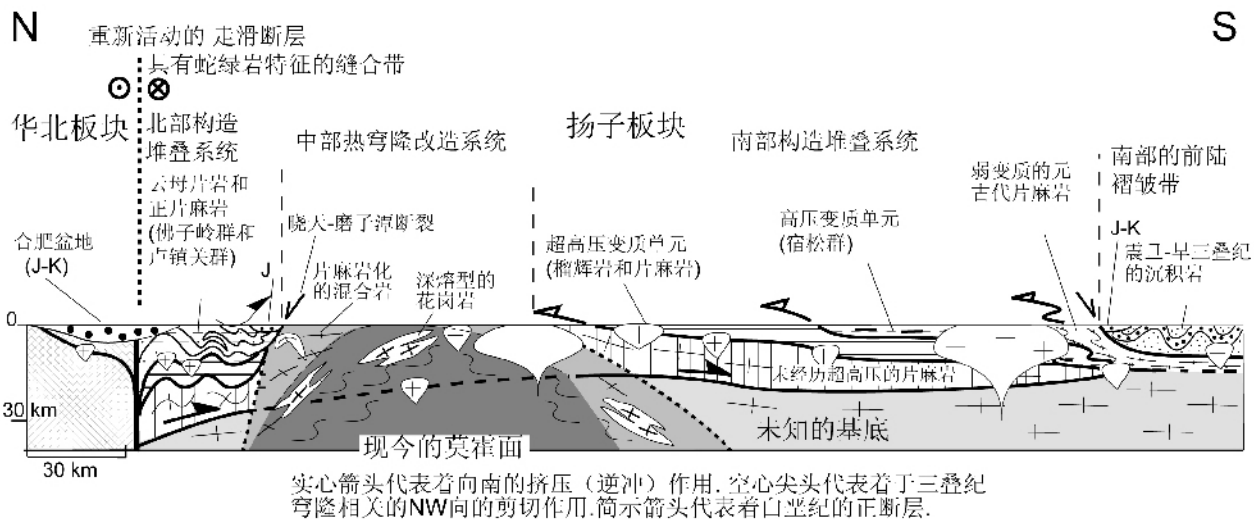 N
S
重新活动的 走滑断层
具有蛇绿岩特征的缝合带
华北板块
北部构造
堆叠系统
云母片岩和
正片麻岩
(佛子岭群和
卢镇关群)
合肥盆地
(J-K)
J
中部热穹隆改造系统
晓天-磨子潭断裂
片麻岩化
的混合岩
深熔型的
花岗岩
扬子板块
超高压变质单元
(榴辉岩和片麻岩)
南部构造堆叠系统
高压变质单元
(宿松群)
弱变质的元
古代片麻岩
南部的前陆
褶皱带
J-K
震旦-早三叠纪
的沉积岩
0
30 km
30 km
未经历超高压的片麻岩
现今的莫霍面
未知的基底
实心箭头代表着向南的挤压（逆冲）作用. 空心尖头代表着于三叠纪
穹隆相关的NW向的剪切作用.简示箭头代表着白垩纪的正断层.